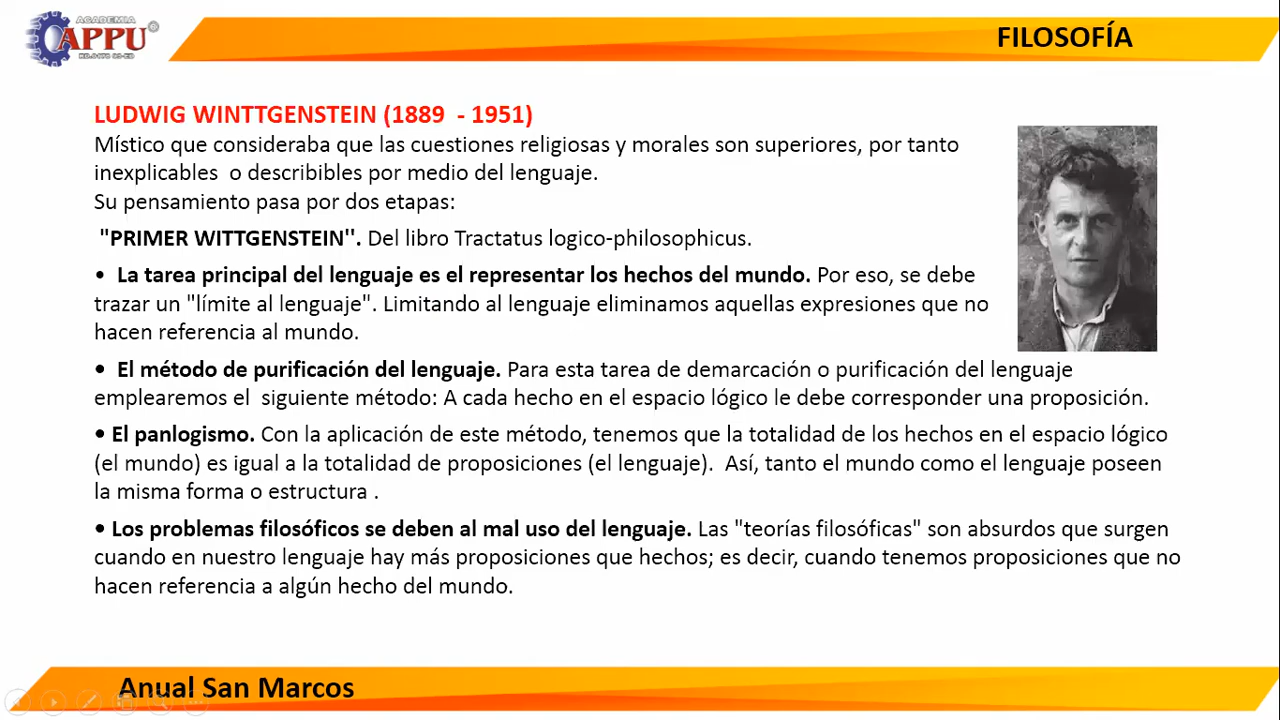 ACADEMIA
APPU
FILOSOFÍA
LUDWIG WINTTGENSTEIN (1889 - 1951)
Místico que consideraba que las cuestiones religiosas y morales son superiores, por tanto
inexplicables o describibles por medio del lenguaje.
Su pensamiento pasa por dos etapas:
"PRIMER WITTGENSTEIN". Del libro Tractatus logico-philosophicus.
• La tarea principal del lenguaje es el representar los hechos del mundo. Por eso, se debe
trazar un "límite al lenguaje". Limitando al lenguaje eliminamos aquellas expresiones que no
hacen referencia al mundo.
• El método de purificación del lenguaje. Para esta tarea de demarcación o purificación del lenguaje
emplearemos el siguiente método: A cada hecho en el espacio lógico le debe corresponder una proposición.
• El panlogismo. Con la aplicación de este método, tenemos que la totalidad de los hechos en el espacio lógico
(el mundo) es igual a la totalidad de proposiciones (el lenguaje). Así, tanto el mundo como el lenguaje poseen
la misma forma o estructura .
• Los problemas filosóficos se deben al mal uso del lenguaje. Las "teorías filosóficas" son absurdos que surgen
cuando en nuestro lenguaje hay más proposiciones que hechos; es decir, cuando tenemos proposiciones que no
hacen referencia a algún hecho del mundo.
Anual San Marcos